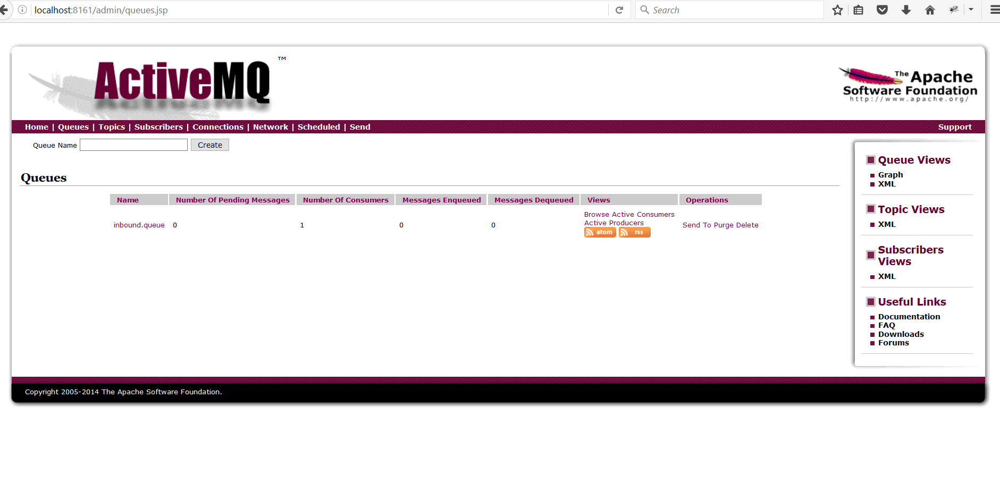 localhost:8161/admin/queues.jsp
Search
ActiveMQ ™
The Apache
Software Foundation
http://www.apache.org/
Home | Queues | Topics | Subscribers | Connections | Network | Scheduled | Send
Support
Queue Name Create
Queues
Name Number Of Pending Messages Number Of Consumers Messages Enqueued Messages Dequeued Views Operations
inbound.queue 0 1 0 0 Browse Active Consumers
Active Producers
atom rss
Send To Purge Delete
Queue Views
Graph
XML
Topic Views
XML
Subscribers
Views
XML
Useful Links
Documentation
FAQ
Downloads
Forums
Copyright 2005-2014 The Apache Software Foundation.